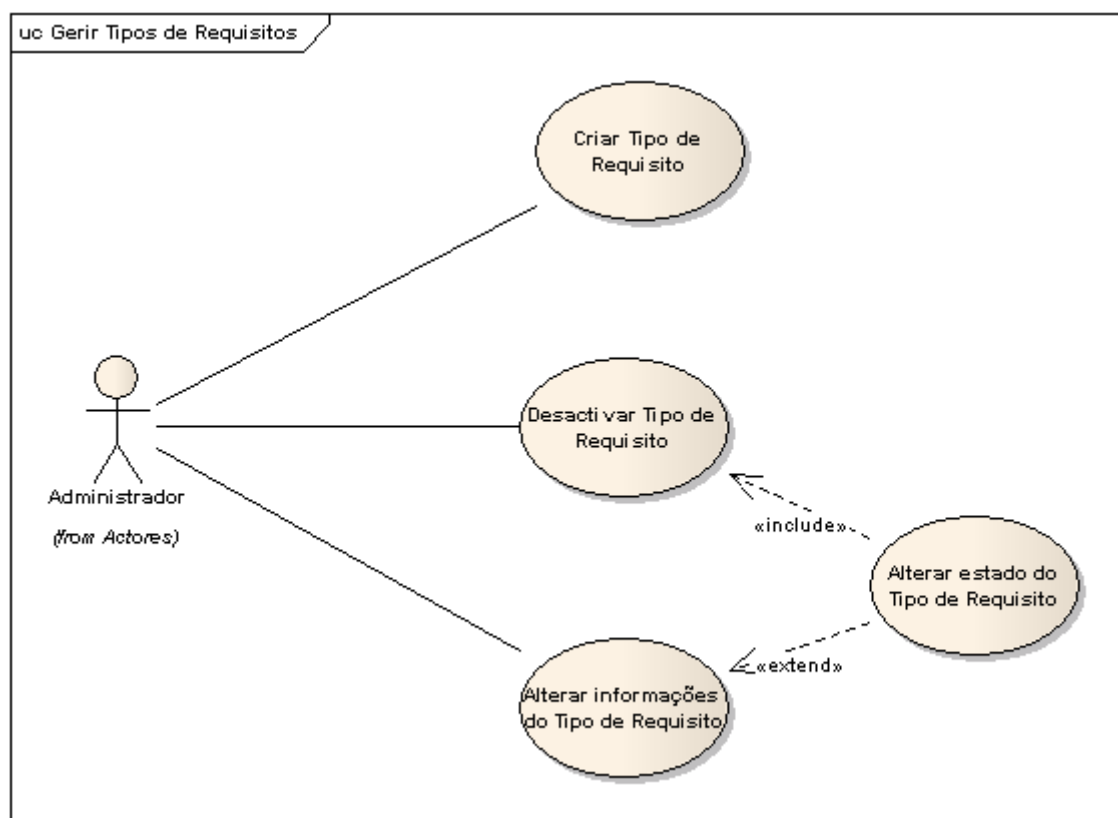 uc Gerir Tipos de Requisitos
Criar Tipo de
Requisito
Desactivar Tipo de
Requisito
Administrador
(from Actores)
«include»
Alterar estado do
Tipo de Requisito
«extend»
Alterar informações
do Tipo de Requisito